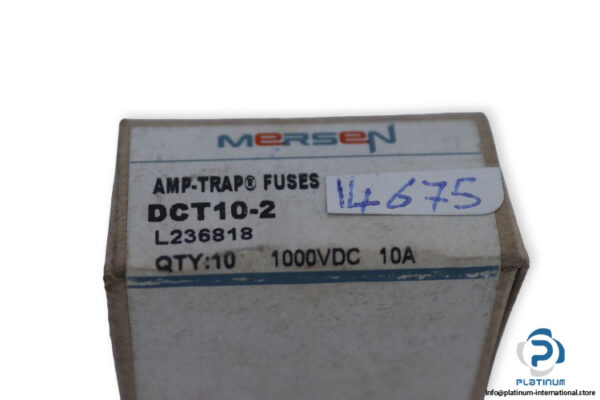 MERSEN
AMP-TRAP® FUSES
14675
DCT10-2
L236818
QTY:10 1000VDC 10A
PLATINUM
info@platinum-international.store